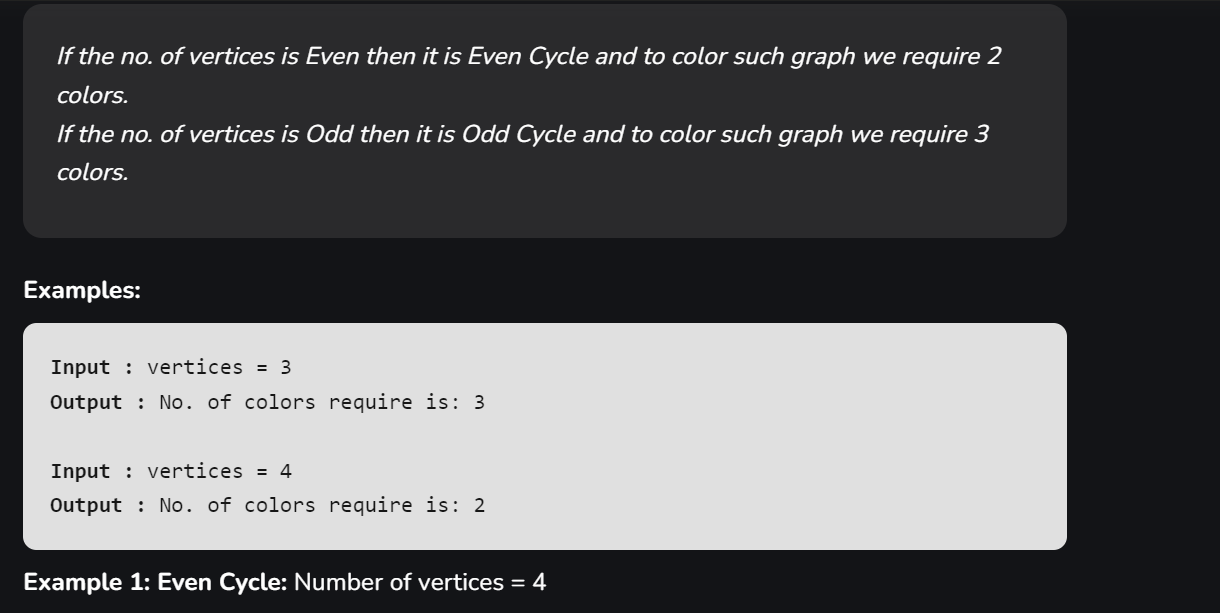 If the no. of vertices is Even then it is Even Cycle and to color such graph we require 2
colors.
If the no. of vertices is Odd then it is Odd Cycle and to color such graph we require 3
colors.
Examples:
Input : vertices = 3
Output : No. of colors require is: 3
Input : vertices = 4
Output : No. of colors require is: 2
Example 1: Even Cycle: Number of vertices = 4